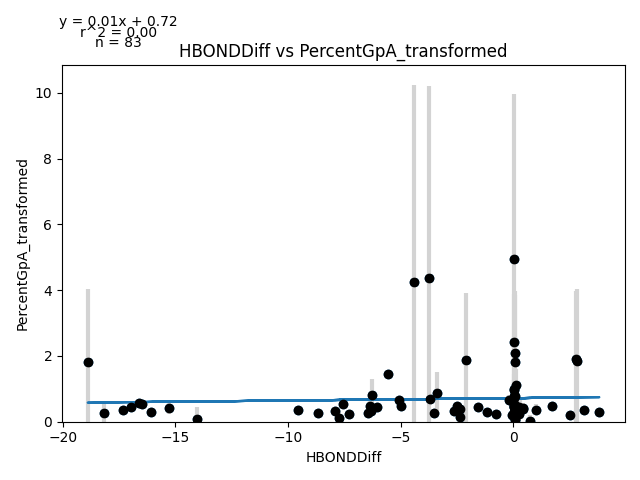 y = 0.01x + 0.72
r^2 = 0.00
n = 83
HBONDDiff vs PercentGpA_transformed
PercentGpA_transformed
10
8
6
4
2
0
−20
−15
−10
−5
0
HBONDDiff